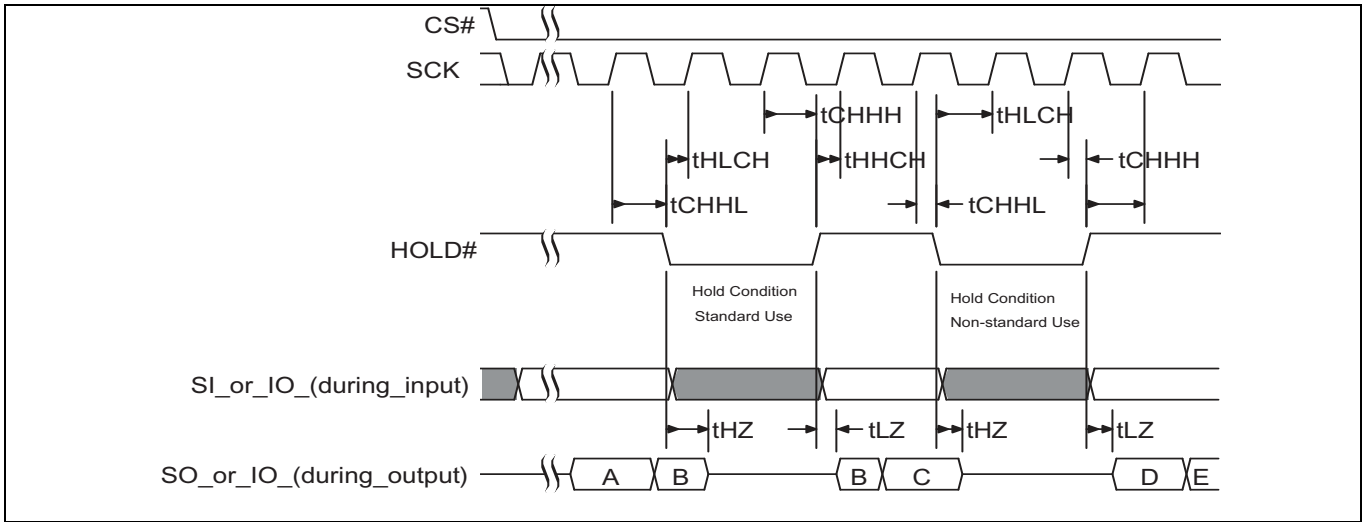 CS#
SCK
tCHHH
tHLCH
tHLCH
tHHCH
tCHHH
tCHHL
tCHHL
HOLD#
Hold Condition
Standard Use
Hold Condition
Non-standard Use
SI_or_IO_(during_input)
tHZ
tLZ
tHZ
tLZ
SO_or_IO_(during_output)
A
B
B
C
D
E